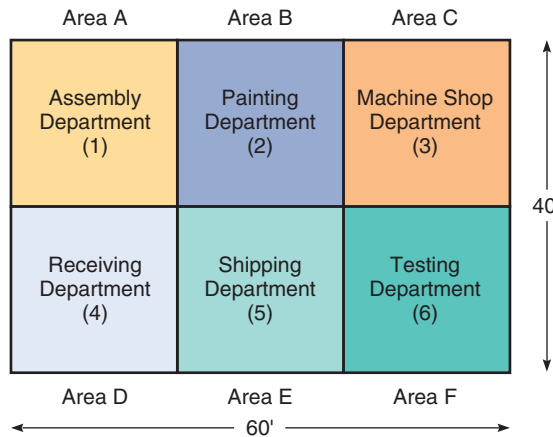 Area A Area B Area C
Assembly Painting Machine Shop
Department Department Department
(1) (2) (3)
40
Receiving Shipping Testing
Department Department Department
(4) (5) (6)
Area D Area E Area F
60'